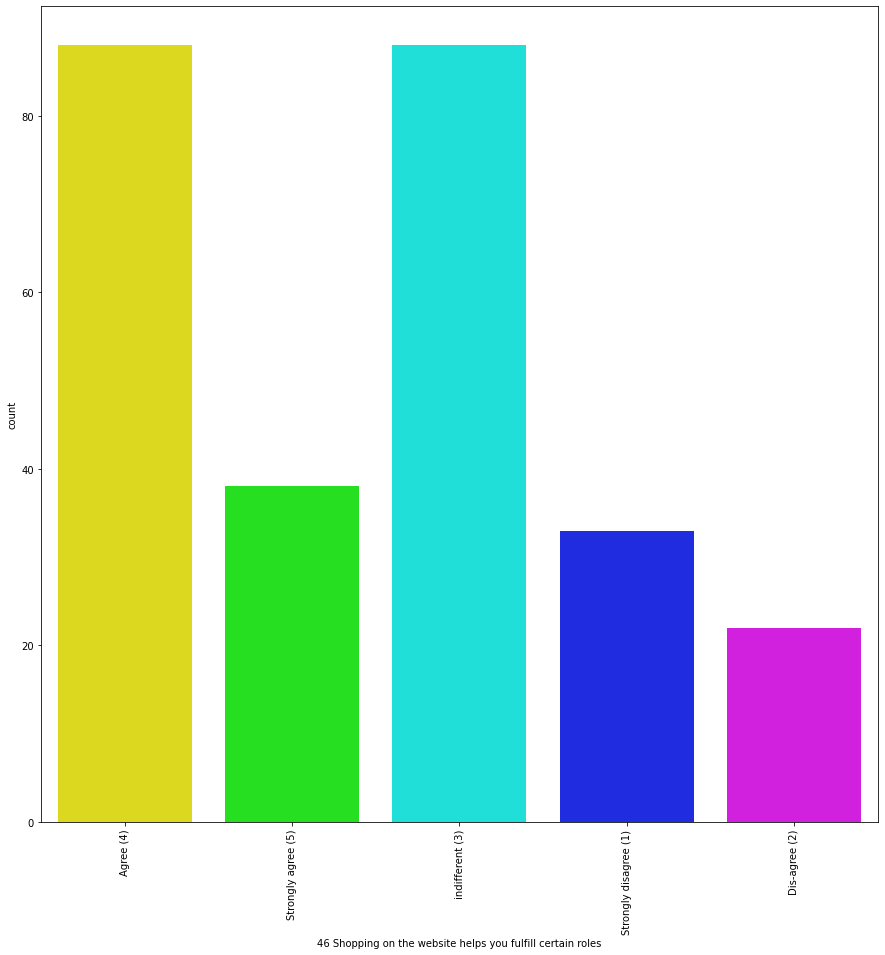 80
60
40
20
0
count
Agree (4)
Strongly agree (5)
indifferent (3)
Strongly disagree (1)
Dis-agree (2)
46 Shopping on the website helps you fulfill certain roles